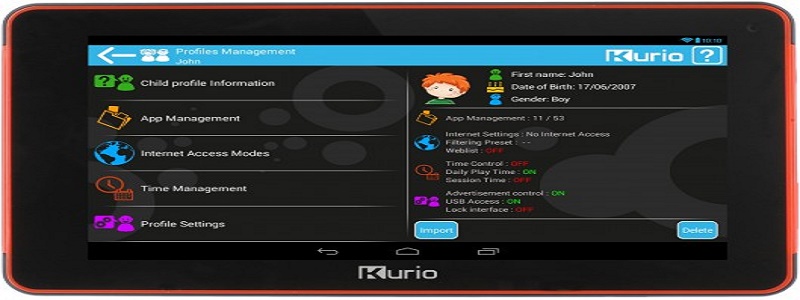 10:10
Profiles Management
John
Kurio ?
Child profile Information
App Management
Internet Access Modes
Time Management
Profile Settings
First name: John
Date of Birth: 17/06/2007
Gender: Boy
App Management : 11 / 53
Internet Settings : No Internet Access
Filtering Preset : --
Weblist : OFF
Time Control : OFF
Daily Play Time : ON
Session Time : OFF
Advertisement control : ON
USB Access : ON
Lock interface : OFF
Import
Delete
Kurio